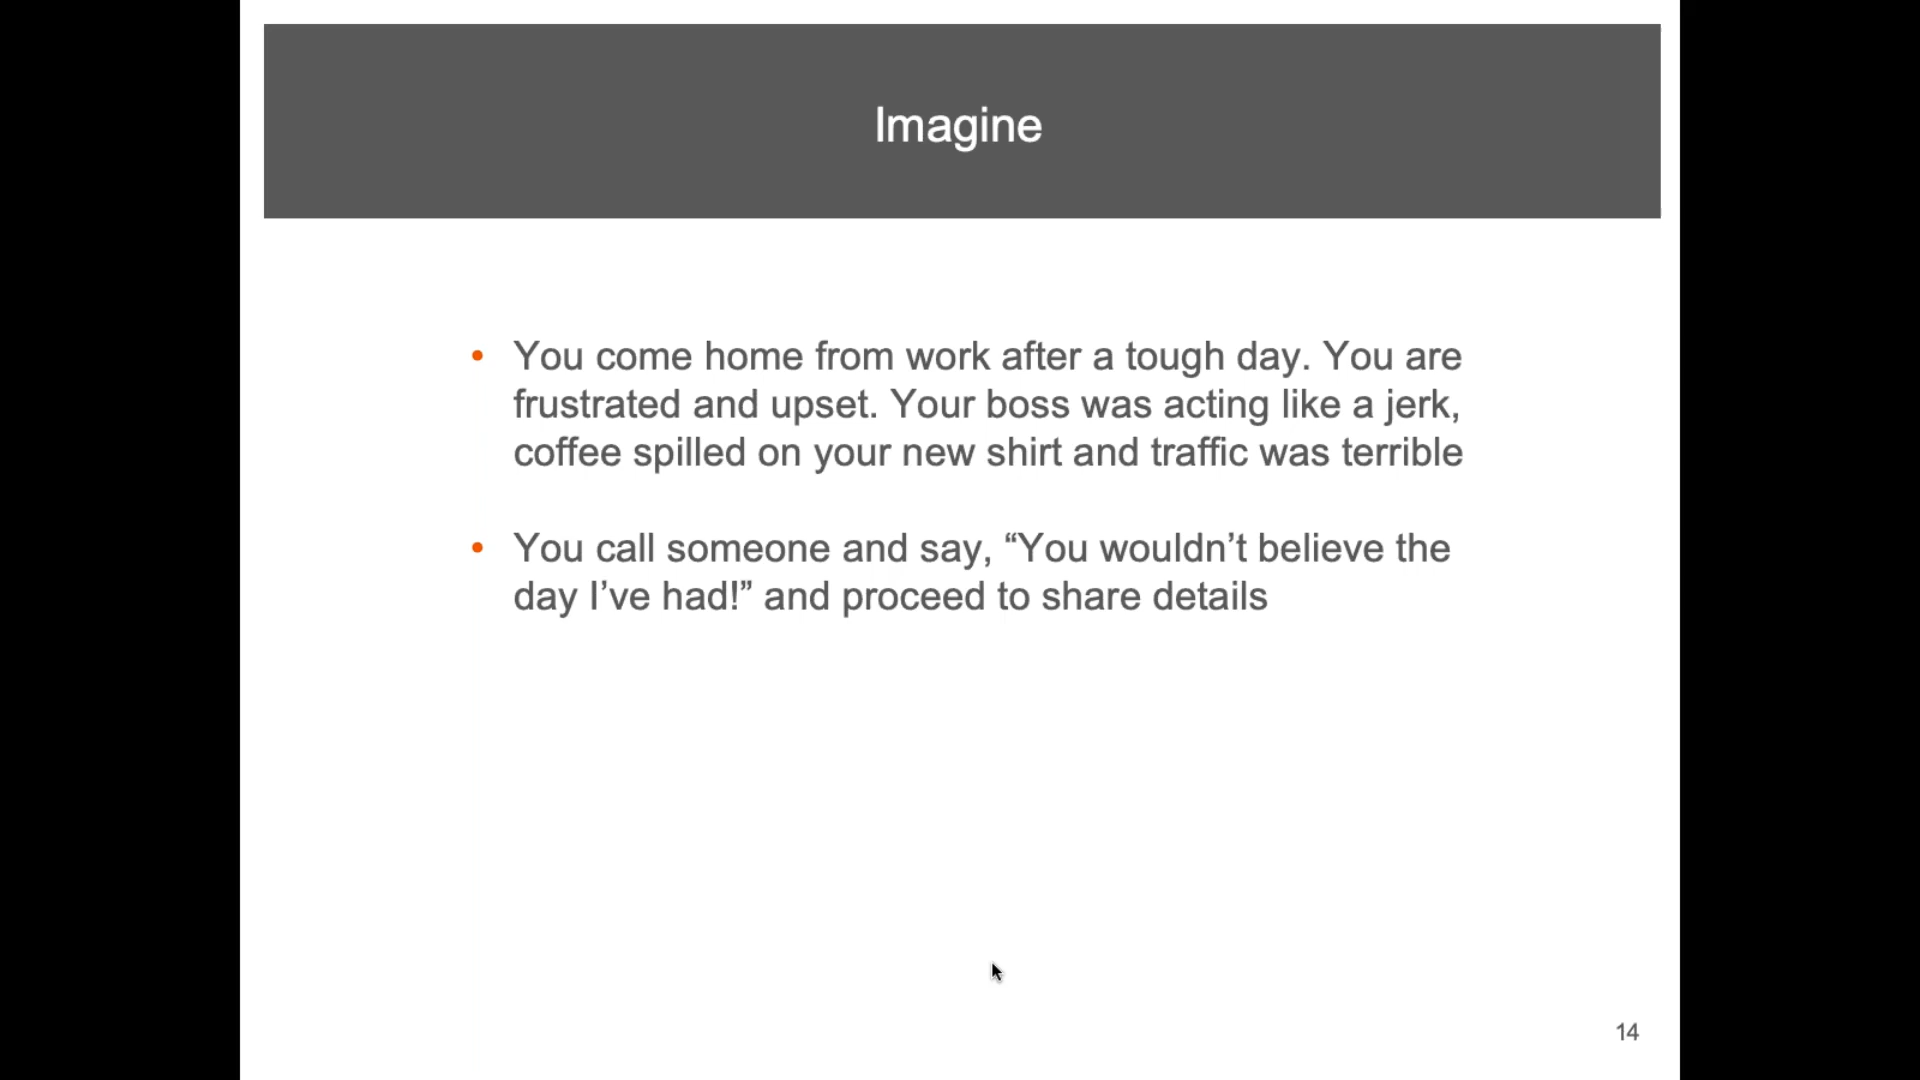 Imagine
• You come home from work after a tough day. You are
frustrated and upset. Your boss was acting like a jerk,
coffee spilled on your new shirt and traffic was terrible
• You call someone and say, “You wouldn’t believe the
day I’ve had!” and proceed to share details
14